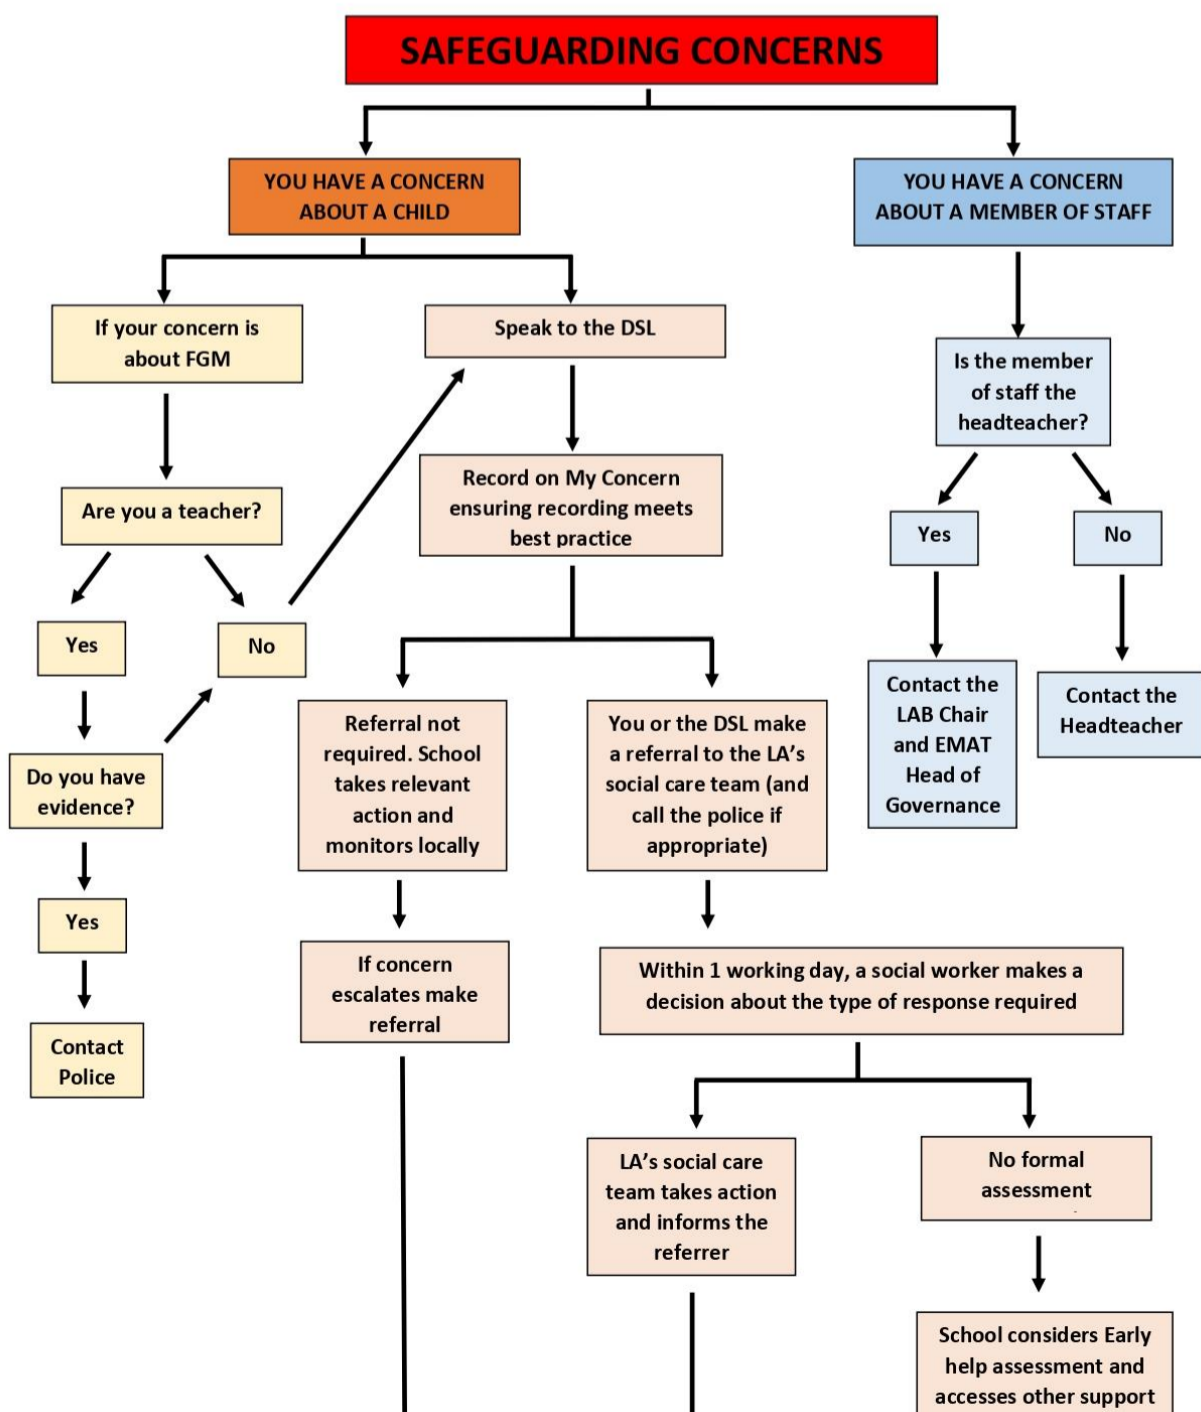 SAFEGUARDING CONCERNS
YOU HAVE A CONCERN
ABOUT A CHILD
YOU HAVE A CONCERN
ABOUT A MEMBER OF STAFF
If your concern is
about FGM
Speak to the DSL
Is the member
of staff the
headteacher?
Are you a teacher?
Record on My Concern
ensuring recording meets
best practice
Yes
No
Yes
No
Do you have
evidence?
Referral not
required. School
takes relevant
action and
monitors locally
You or the DSL make
a referral to the LA’s
social care team (and
call the police if
appropriate)
Contact the
LAB Chair
and EMAT
Head of
Governance
Contact the
Headteacher
Yes
Contact
Police
If concern
escalates make
referral
Within 1 working day, a social worker makes a
decision about the type of response required
LA’s social care
team takes action
and informs the
referrer
No formal
assessment
School considers Early
help assessment and
accesses other support